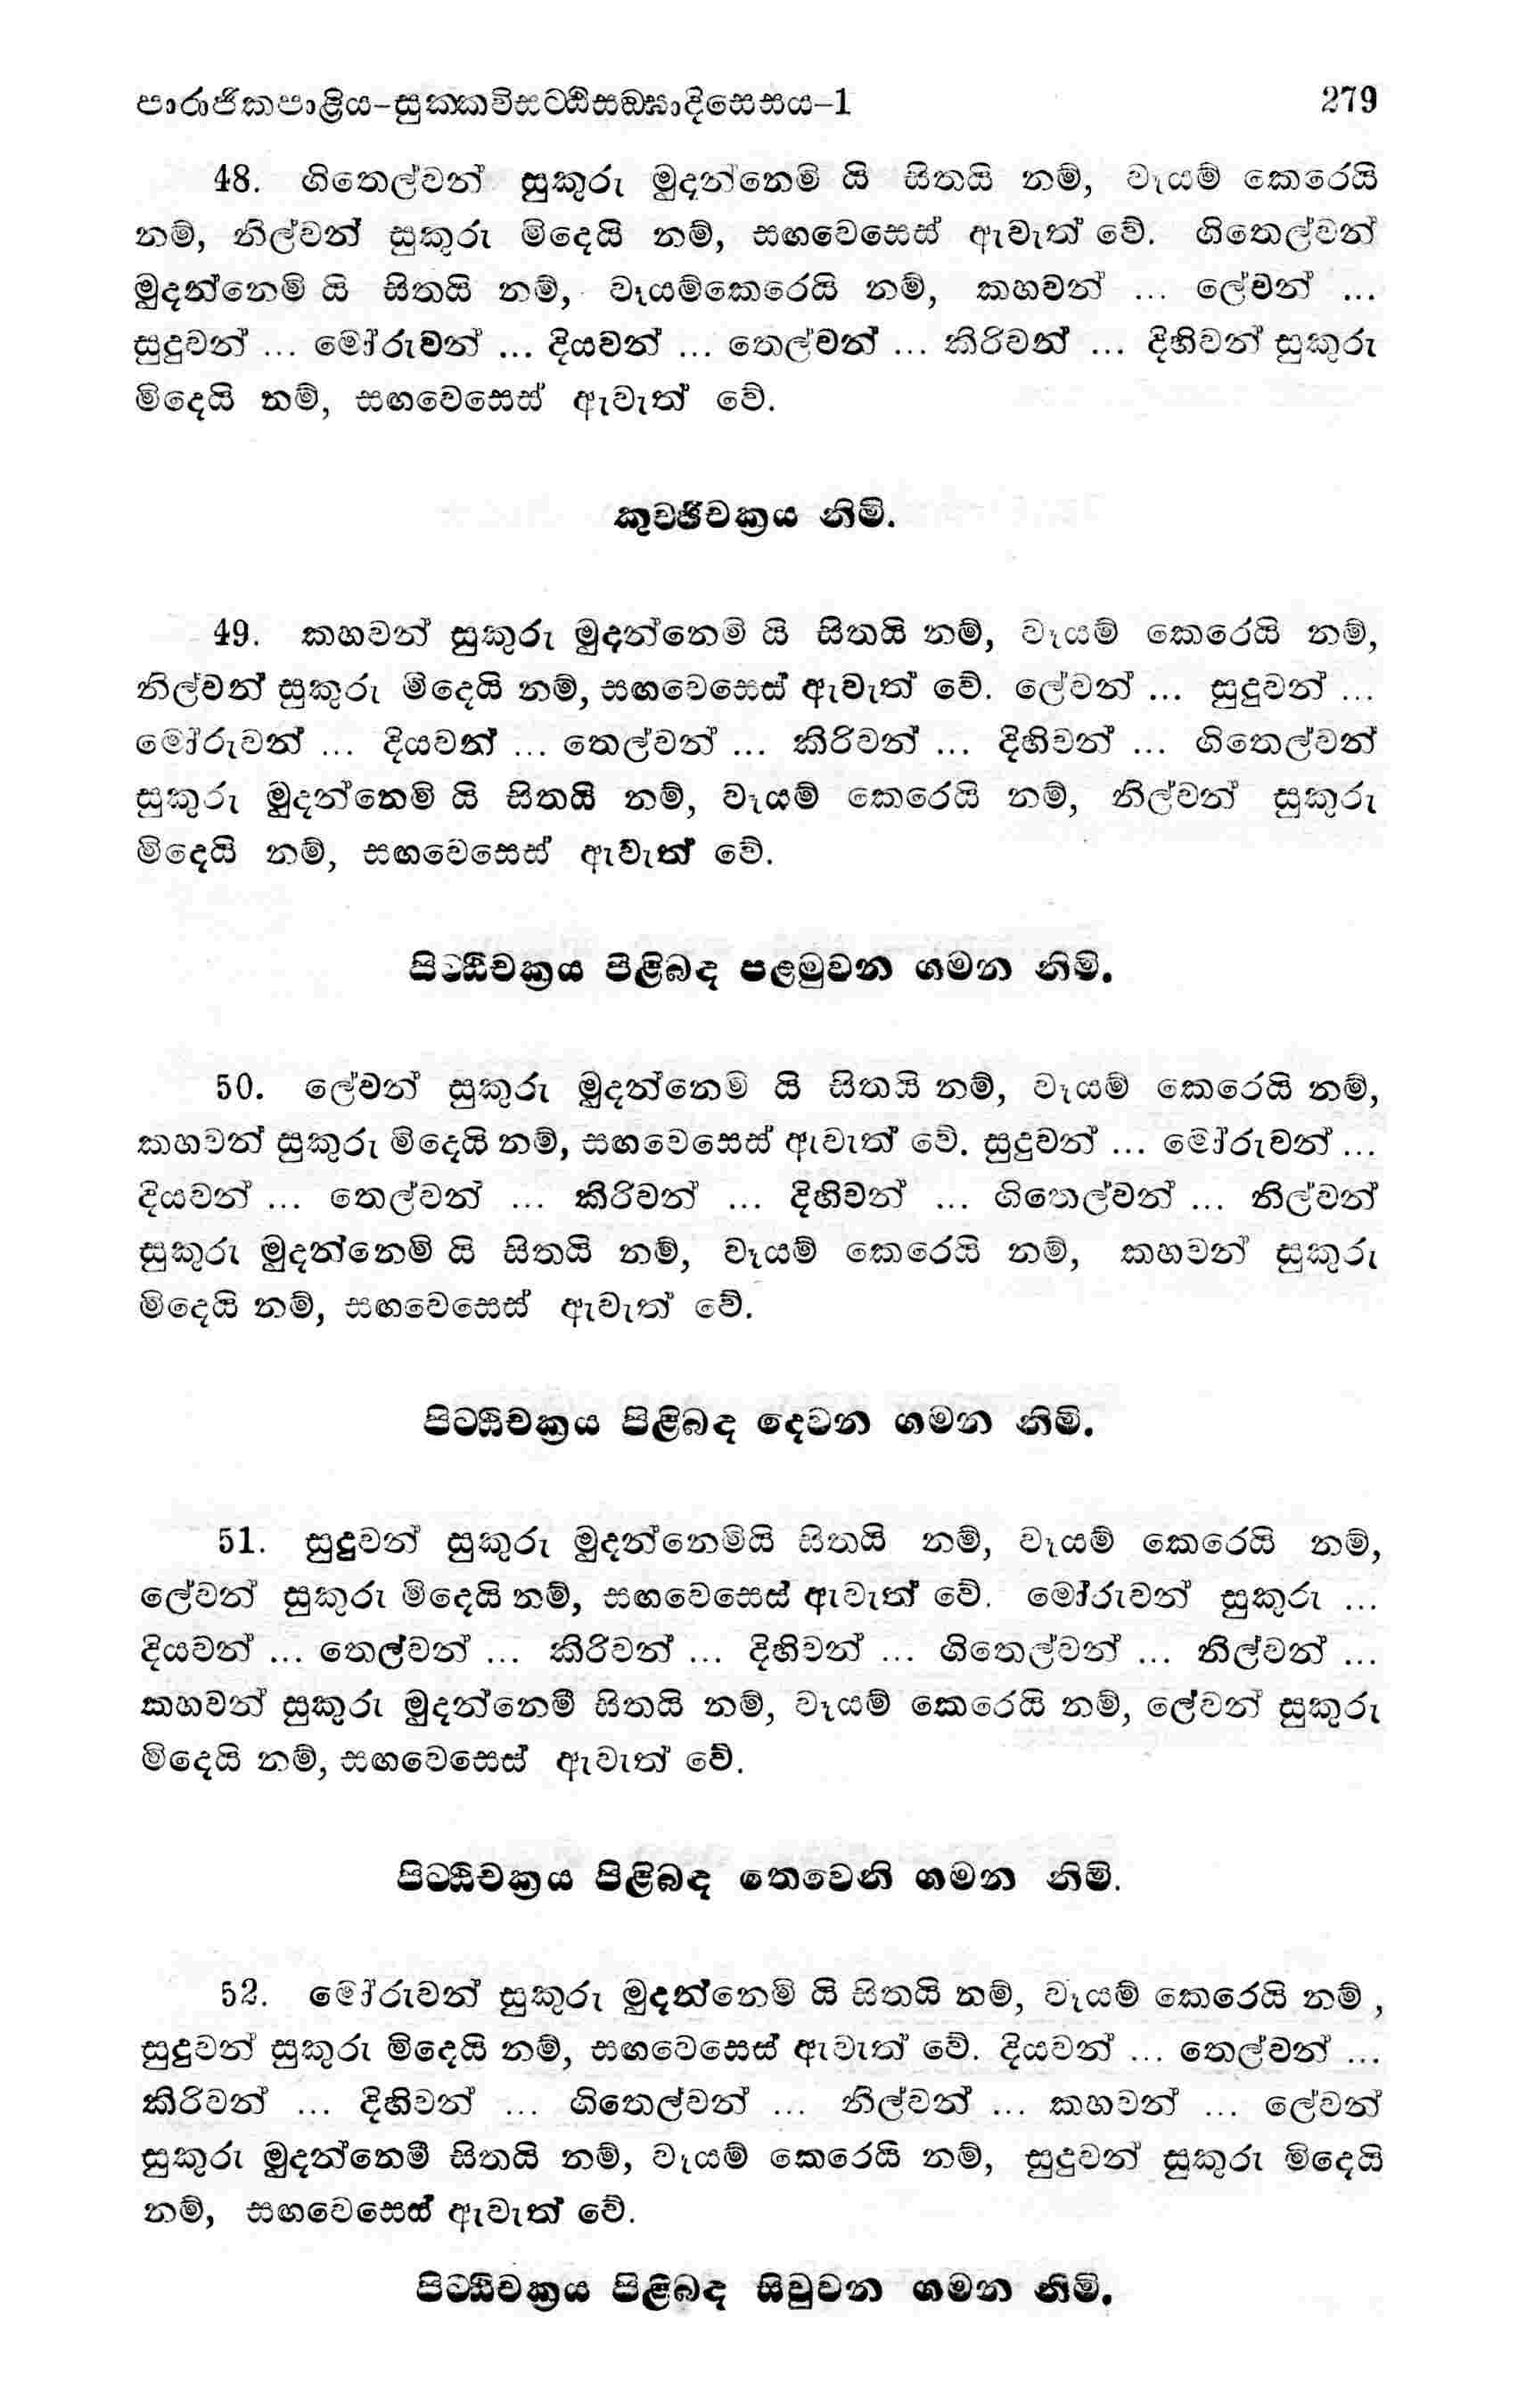 පාරාජිකපාළිය–සුක්කවිසට්ඨිසඞ්ඝාදිසෙසය–1 279
48. ගිතෙල්වන් සුකුරු මුදන්නෙමි යි සිතයි නම්, වෑයම් කෙරෙයි
නම්, නිල්වන් සුකුරු මිදෙයි නම්, සඟවෙසෙස් ඇවැත් වේ. ගිතෙල්වන්
මුදන්නෙමි යි සිතයි නම්, වෑයම්කෙරෙයි නම්, කහවන් ... ලේවන් ...
සුදුවන් ... මෝරුවන් ... දියවන් ... තෙල්වන් ... කිරිවන් ... දිහිවන් සුකුරු
මිදෙයි නම්, සඟවෙසෙස් ඇවැත් වේ.
කුච්ඡිචක්‍රය නිමි.
49. කහවන් සුකුරු මුදන්නෙමි යි සිතයි නම්, වෑයම් කෙරෙයි නම්,
නිල්වන් සුකුරු මිදෙයි නම්, සඟවෙසෙස් ඇවැත් වේ. ලේවන් ... සුදුවන් ...
මෝරුවන් ... දියවන් ... තෙල්වන් ... කිරිවන් ... දිහිවන් ... ගිතෙල්වන්
සුකුරු මුදන්නෙමි යි සිතයි නම්, වෑයම් කෙරෙයි නම්, නිල්වන් සුකුරු
මිදෙයි නම්, සඟවෙසෙස් ඇවැත් වේ.
පිට්ඨිචක්‍රය පිළිබද පළමුවන ගමන නිමි.
50. ලේවන් සුකුරු මුදන්නෙමි යි සිතයි නම්, වෑයම් කෙරෙයි නම්,
කහවන් සුකුරු මිදෙයි නම්, සඟවෙසෙස් ඇවැත් වේ. සුදුවන් ... මෝරුවන් ...
දියවන් ... තෙල්වන් ... කිරිවන් ... දිහිවන් ... ගිතෙල්වන් ... නිල්වන්
සුකුරු මුදන්නෙමි යි සිතයි නම්, වෑයම් කෙරෙයි නම්, කහවන් සුකුරු
මිදෙයි නම්, සඟවෙසෙස් ඇවැත් වේ.
පිට්ඨිචක්‍රය පිළිබද දෙවන ගමන නිමි.
51. සුදුවන් සුකුරු මුදන්නෙමියි සිතයි නම්, වෑයම් කෙරෙයි නම්,
ලේවන් සුකුරු මිදෙයි නම්, සඟවෙසෙස් ඇවැත් වේ. මෝරුවන් සුකුරු ...
දියවන් ... තෙල්වන් ... කිරිවන් ... දිහිවන් ... ගිතෙල්වන් ... නිල්වන් ...
කහවන් සුකුරු මුදන්නෙමී සිතයි නම්, වෑයම් කෙරෙයි නම්, ලේවන් සුකුරු
මිදෙයි නම්, සඟවෙසෙස් ඇවැත් වේ.
පිට්ඨිචක්‍රය පිළිබද තෙවෙනි ගමන නිමි.
52. මෝරුවන් සුකුරු මුදන්නෙමි යි සිතයි නම්, වෑයම් කෙරෙයි නම් ,
සුදුවන් සුකුරු මිදෙයි නම්, සඟවෙසෙස් ඇවැත් වේ. දියවන් ... තෙල්වන් ...
කිරිවන් ... දිහිවන් ... ගිතෙල්වන් ... නිල්වන් ... කහවන් ... ලේවන්
සුකුරු මුදන්නෙමී සිතයි නම්, වෑයම් කෙරෙයි නම්, සුදුවන් සුකුරු මිදෙයි
නම්, සඟවෙසෙස් ඇවැත් වේ.
පිට්ඨිචක්‍රය පිළිබද සිවුවන ගමන නිමි.